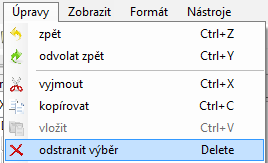 Úpravy Zobrazit Formát Nástroje
zpět Ctrl+Z
odvolat zpět Ctrl+Y
vyjmout Ctrl+X
kopírovat Ctrl+C
vložit Ctrl+V
odstranit výběr Delete